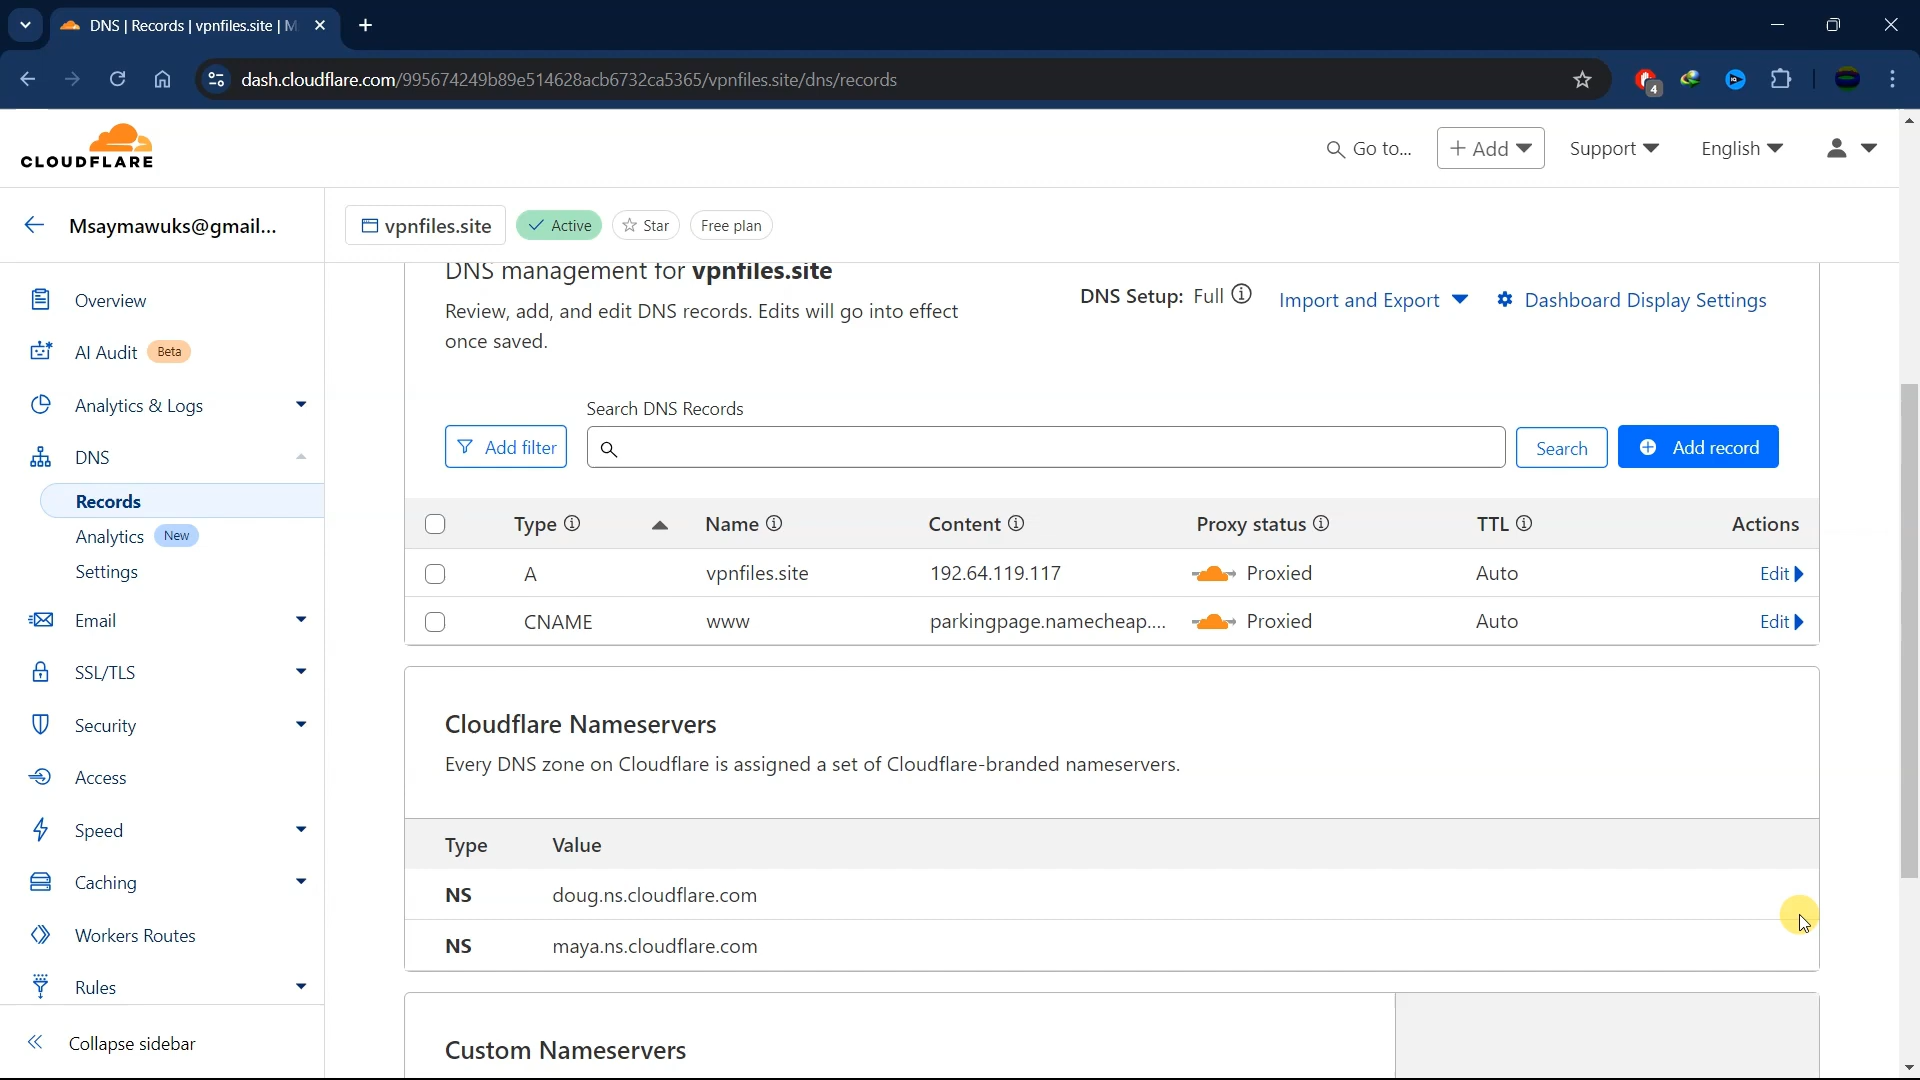 DNS | Records | vpnfiles.site | M
dash.cloudflare.com/995674249b89e514628acb6732ca5365/vpnfiles.site/dns/records
4
CLOUDFLARE
Go to...
+ Add
Support
English
Msaymawuks@gmail...
vpnfiles.site
Active
Star
Free plan
Overview
AI Audit Beta
Analytics & Logs
DNS
Records
Analytics New
Settings
Email
SSL/TLS
Security
Access
Speed
Caching
Workers Routes
Rules
Collapse sidebar
DNS management for vpnfiles.site
Review, add, and edit DNS records. Edits will go into effect
once saved.
DNS Setup: Full
Import and Export
Dashboard Display Settings
Search DNS Records
Add filter
Search
Add record
Type Name Content Proxy status TTL Actions
A vpnfiles.site 192.64.119.117 Proxied Auto Edit
CNAME www parkingpage.namecheap.... Proxied Auto Edit
Cloudflare Nameservers
Every DNS zone on Cloudflare is assigned a set of Cloudflare-branded nameservers.
Type Value
NS doug.ns.cloudflare.com
NS maya.ns.cloudflare.com
Custom Nameservers